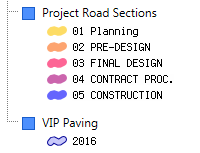 Project Road Sections
01 Planning
02 PRE-DESIGN
03 FINAL DESIGN
04 CONTRACT PROC.
05 CONSTRUCTION
VIP Paving
2016